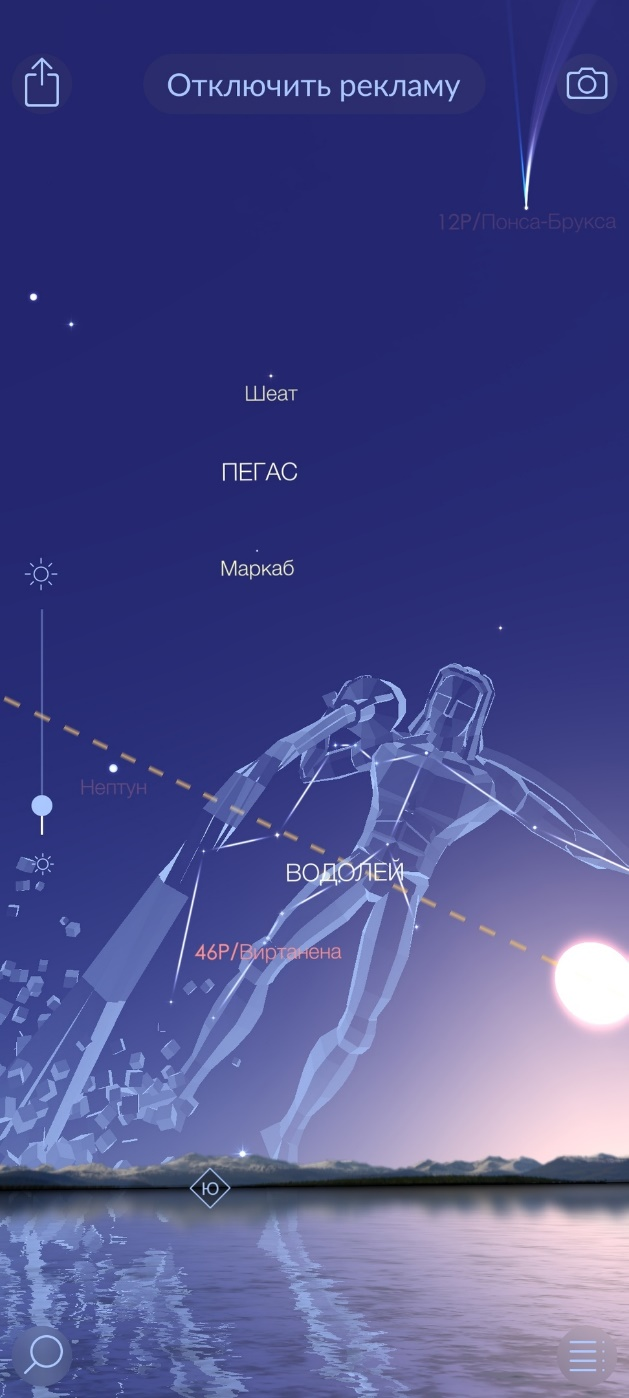 Отключить рекламу
12P/Понса-Брукса
Шеат
ПЕГАС
Маркаб
Нептун
ВОДОЛЕЙ
46P/Виртанена
Ю